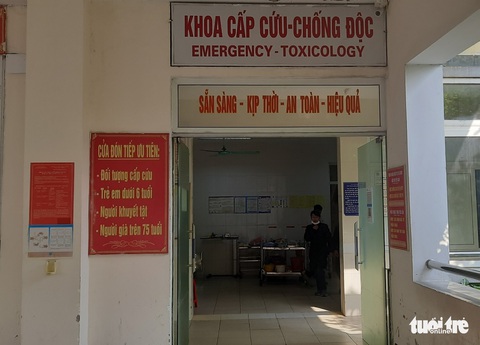 KHOA CẤP CỨU-CHỐNG ĐỘC
EMERGENCY - TOXICOLOGY
SẴN SÀNG - KỊP THỜI - AN TOÀN - HIỆU QUẢ
CỬA ĐÓN TIẾP ƯU TIÊN:
- Đối tượng cấp cứu
- Trẻ em dưới 6 tuổi
- Người khuyết tật
- Người già trên 75 tuổi
tuổi trẻ
online